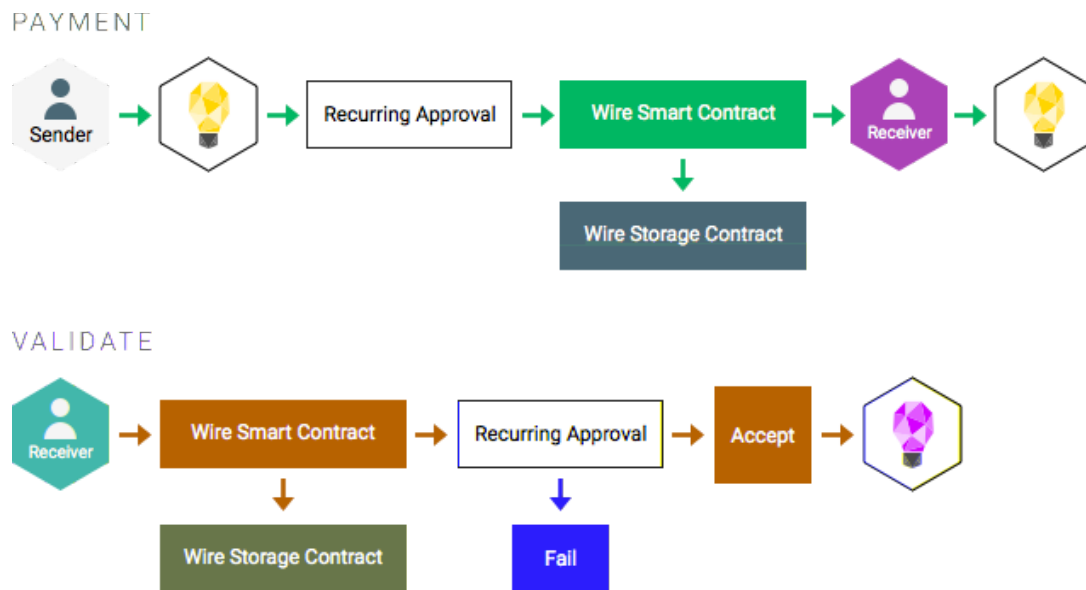 PAYMENT
Sender
Recurring Approval
Wire Smart Contract
Receiver
Wire Storage Contract
VALIDATE
Receiver
Wire Smart Contract
Recurring Approval
Accept
Wire Storage Contract
Fail